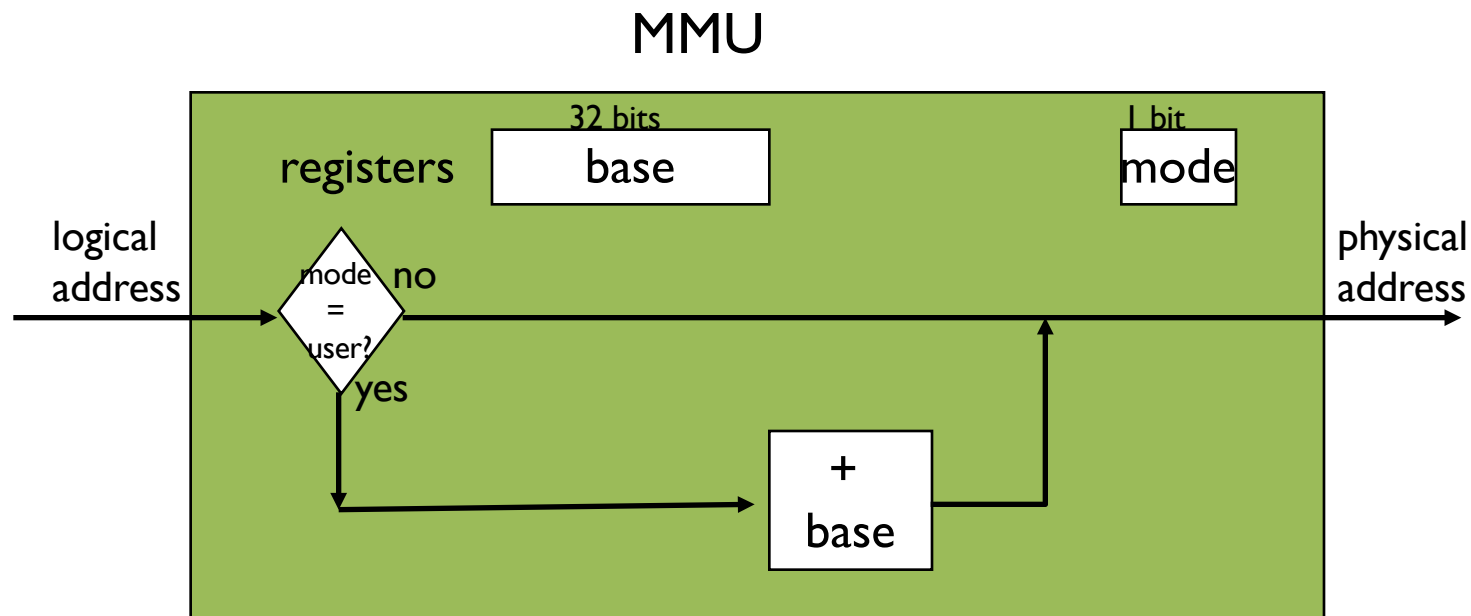 MMU
32 bits
1 bit
registers
base
mode
logical
address
physical
address
mode
=
user?
no
yes
+
base